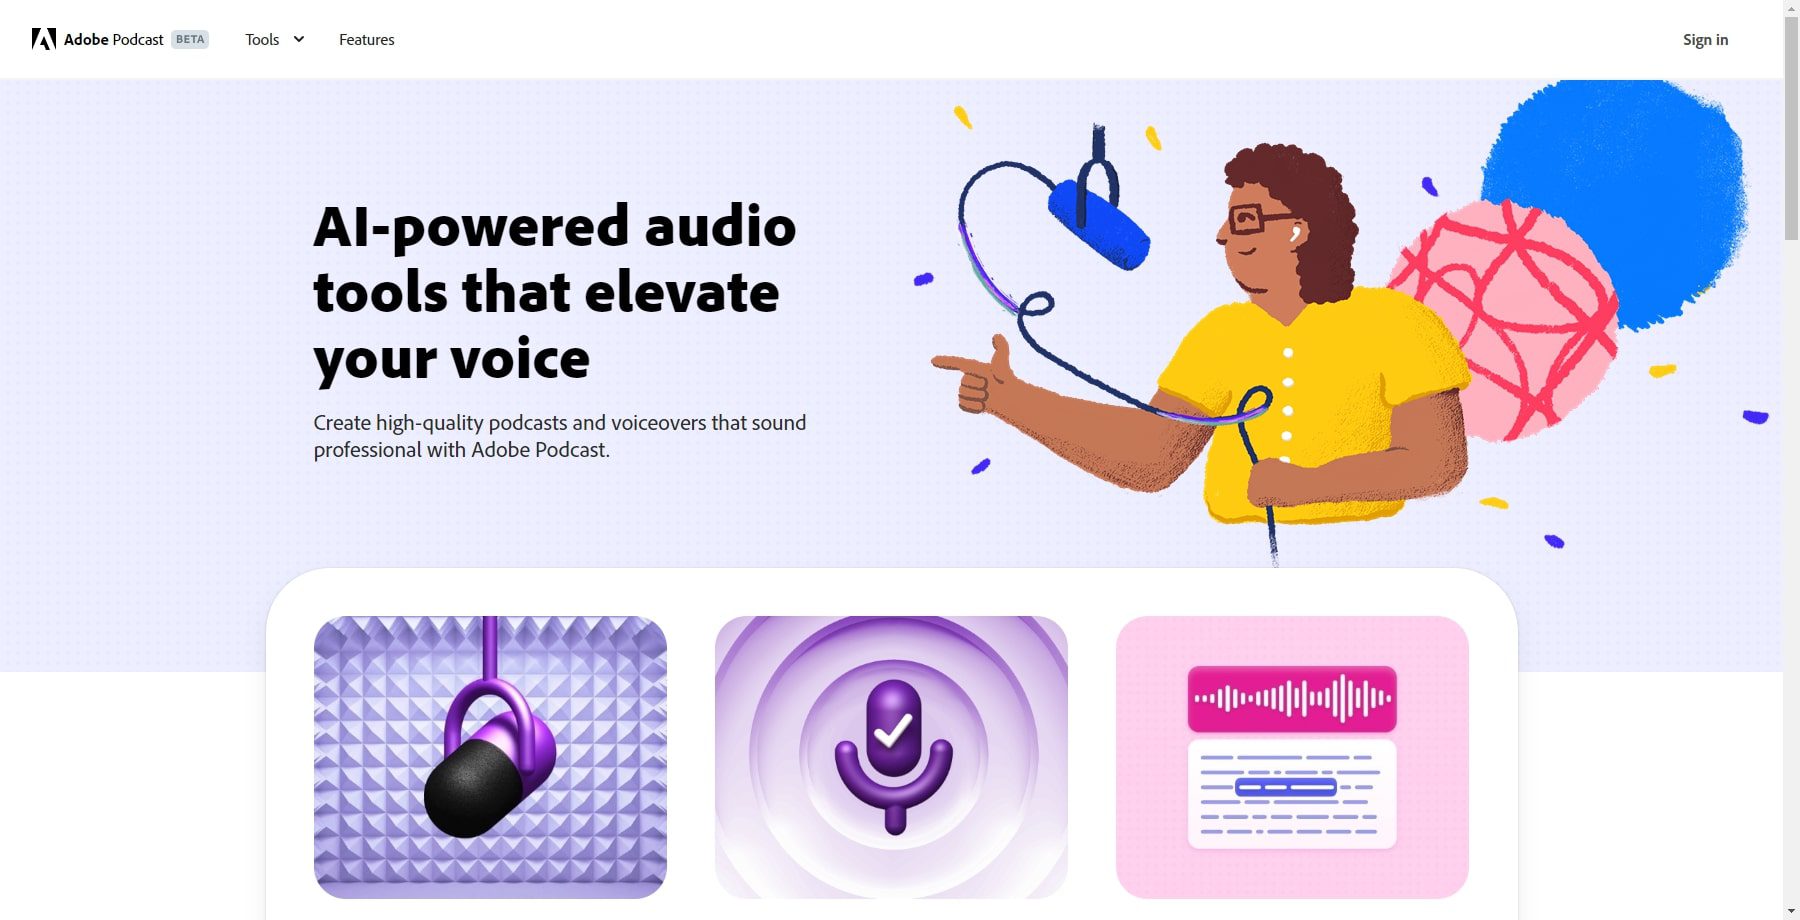 Adobe Podcast BETA
Tools
Features
Sign in
AI-powered audio
tools that elevate
your voice
Create high-quality podcasts and voiceovers that sound
professional with Adobe Podcast.